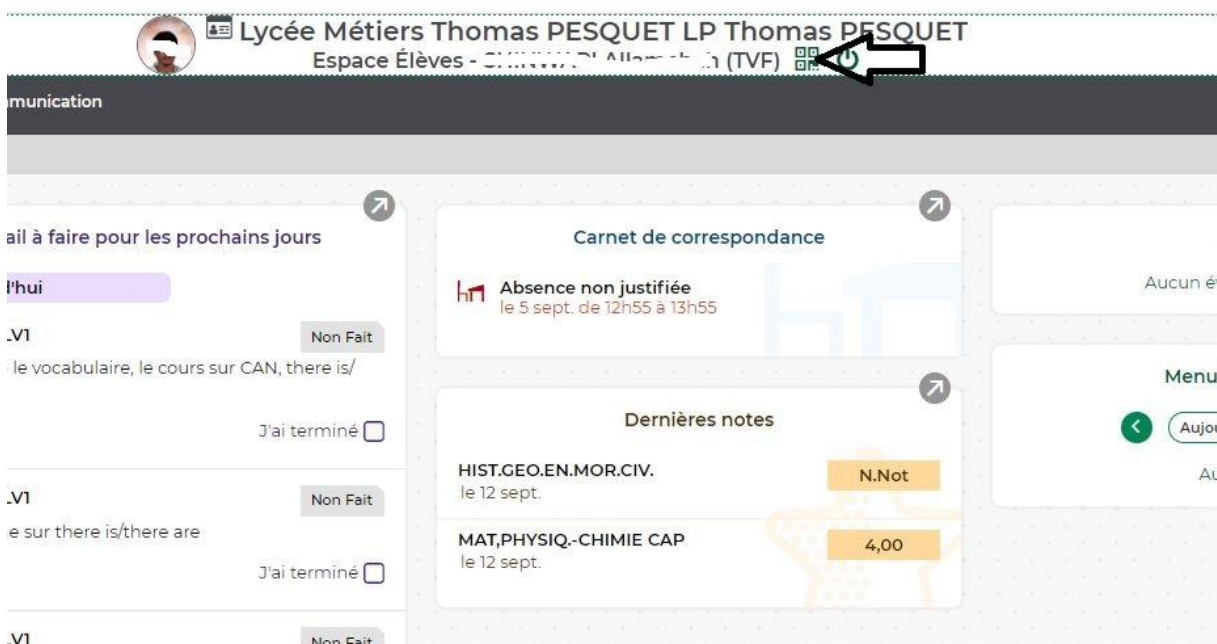 Lycée Métiers Thomas PESQUET LP Thomas PESQUET
Espace Élèves - (TVF)
mmunication
ail à faire pour les prochains jours
d'hui
LV1
Non Fait
le vocabulaire, le cours sur CAN, there is/
J'ai terminé
LV1
Non Fait
e sur there is/there are
J'ai terminé
LV1
Non Fait
Carnet de correspondance
Absence non justifiée
le 5 sept. de 12h55 à 13h55
Dernières notes
HIST.GEO.EN.MOR.CIV.
N.Not
le 12 sept.
MAT,PHYSIQ.-CHIMIE CAP
4,00
le 12 sept.
Aucun é
Menu
Aujou
Au